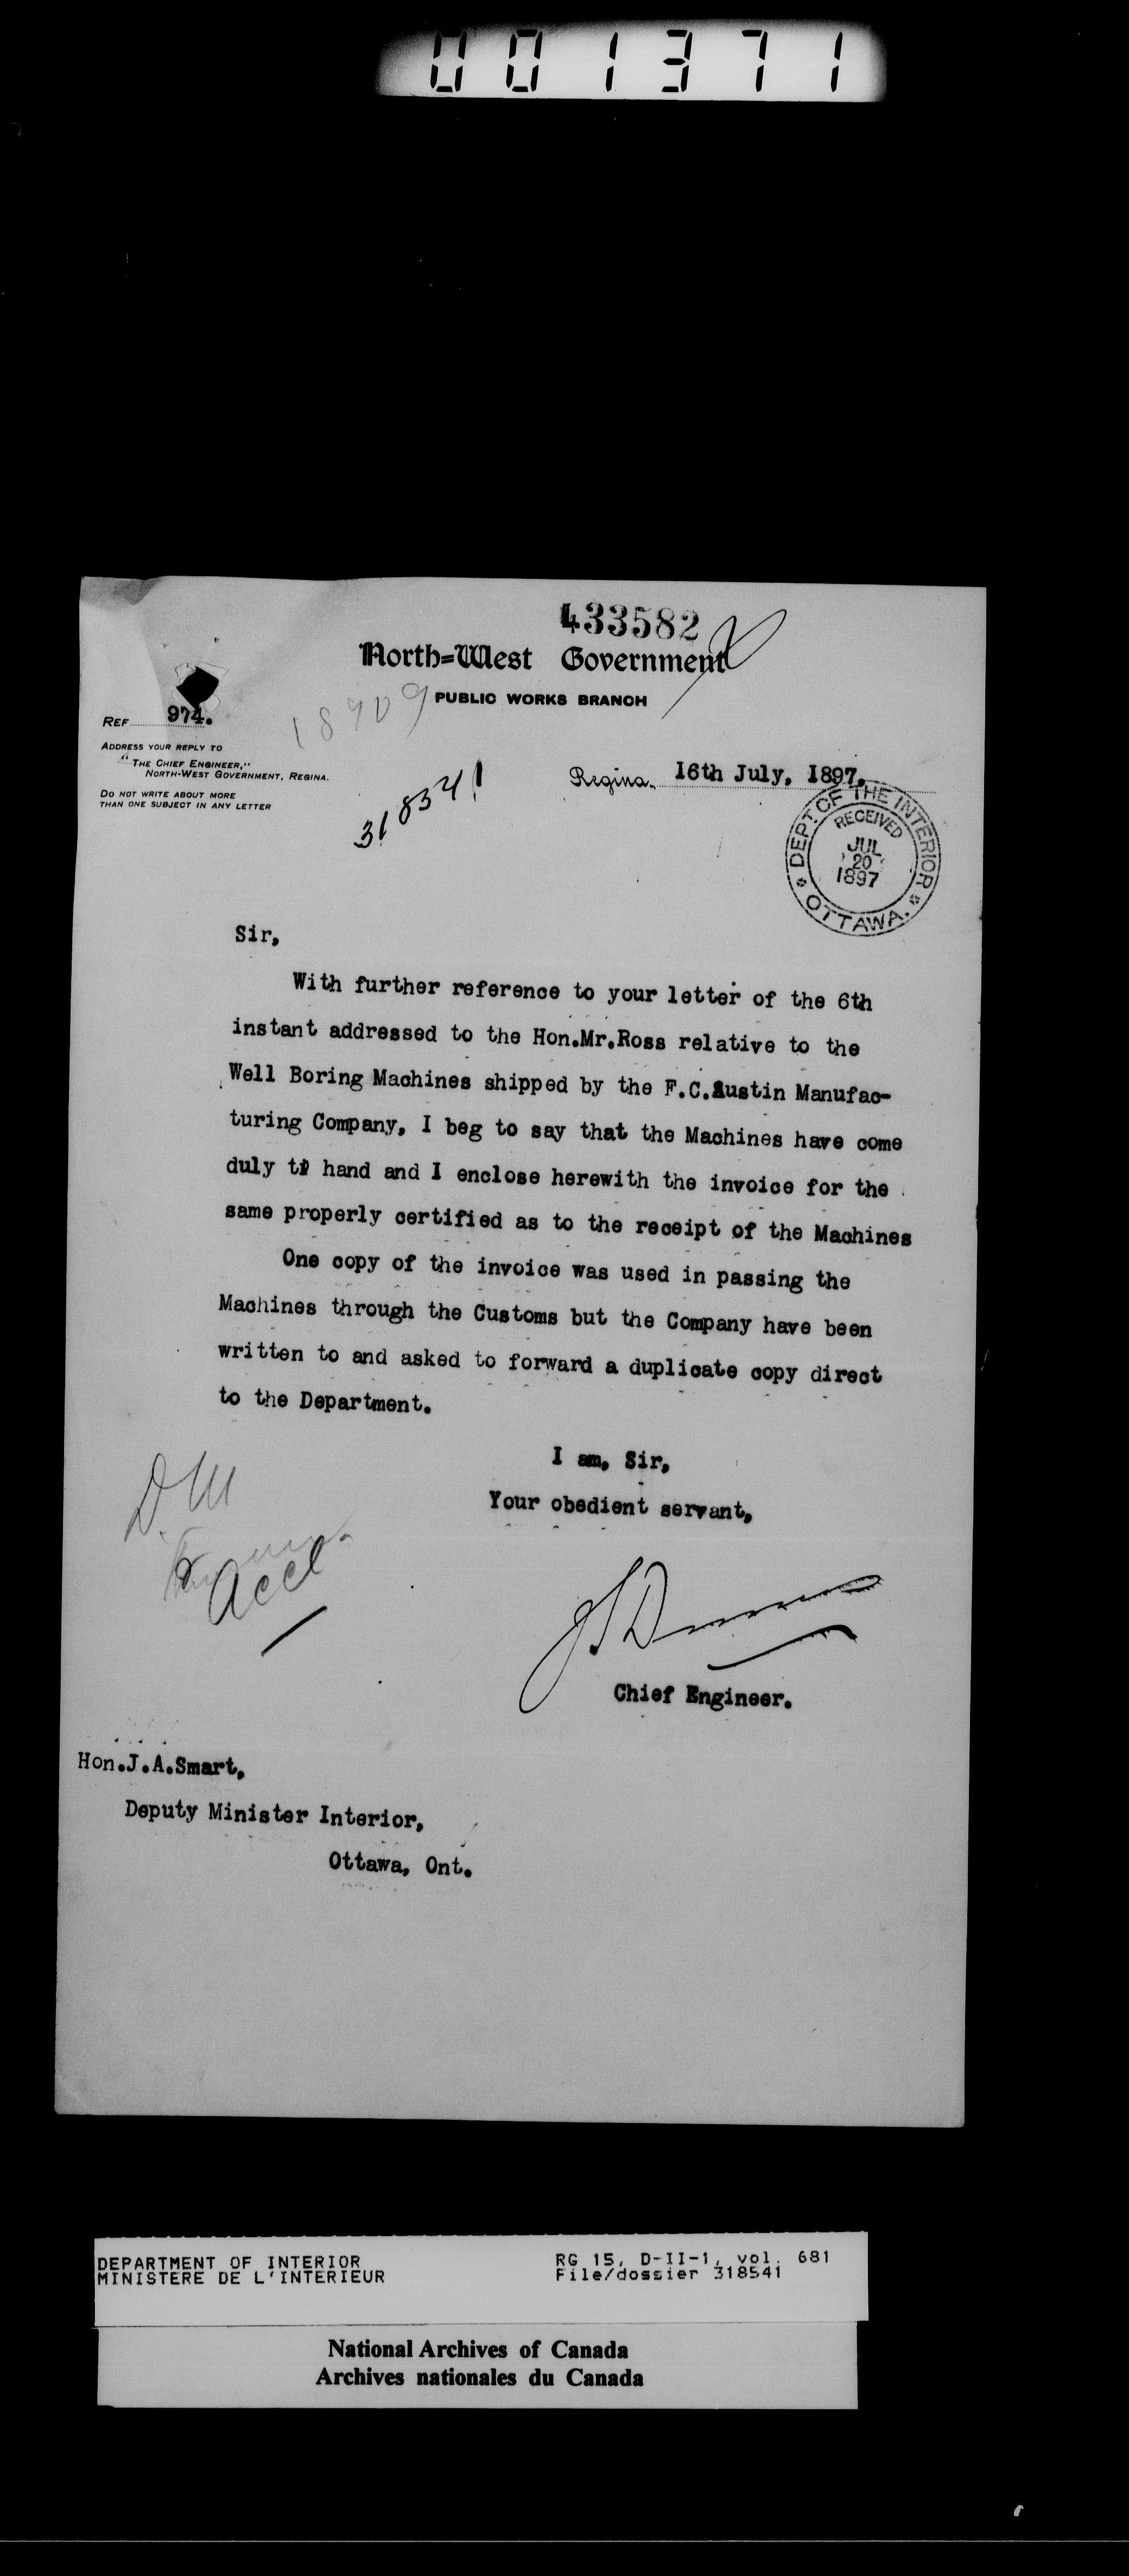 001371
433582
North=West Government
PUBLIC WORKS BRANCH
18909
REF 974.
ADDRESS YOUR REPLY TO
"THE CHIEF ENGINEER,"
NORTH-WEST GOVERNMENT, REGINA.
DO NOT WRITE ABOUT MORE
THAN ONE SUBJECT IN ANY LETTER
318541
Regina, 16th July, 1897.
DEPT. OF THE INTERIOR
RECEIVED
JUL
20
1897
OTTAWA.
Sir,
With further reference to your letter of the 6th
instant addressed to the Hon.Mr.Ross relative to the
Well Boring Machines shipped by the F.C.Austin Manufac-
turing Company, I beg to say that the Machines have come
duly to hand and I enclose herewith the invoice for the
same properly certified as to the receipt of the Machines
One copy of the invoice was used in passing the
Machines through the Customs but the Company have been
written to and asked to forward a duplicate copy direct
to the Department.
I am, Sir,
Your obedient servant,
D.M
Acct
Chief Engineer.
Hon.J.A.Smart,
Deputy Minister Interior,
Ottawa, Ont.
DEPARTMENT OF INTERIOR
MINISTERE DE L'INTERIEUR
RG 15, D-II-1, vol. 681
File/dossier 318541
National Archives of Canada
Archives nationales du Canada